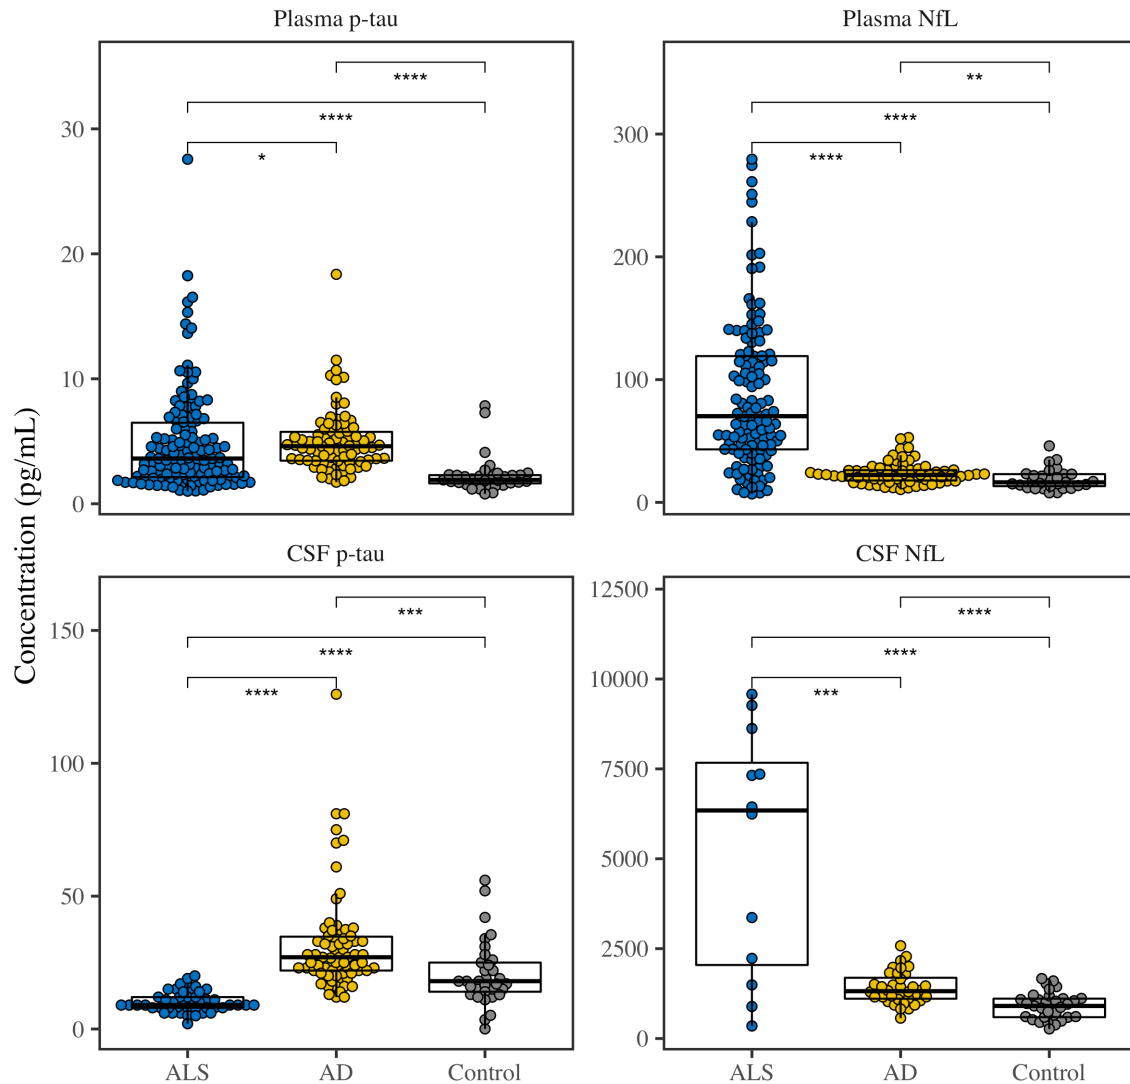 Plasma p-tau
Plasma NfL
****
**
****
****
*
****
30
20
10
0
300
200
100
0
Concentration (pg/mL)
CSF p-tau
CSF NfL
***
****
****
****
****
***
150
100
50
0
12500
10000
7500
5000
2500
0
ALS
AD
Control
ALS
AD
Control